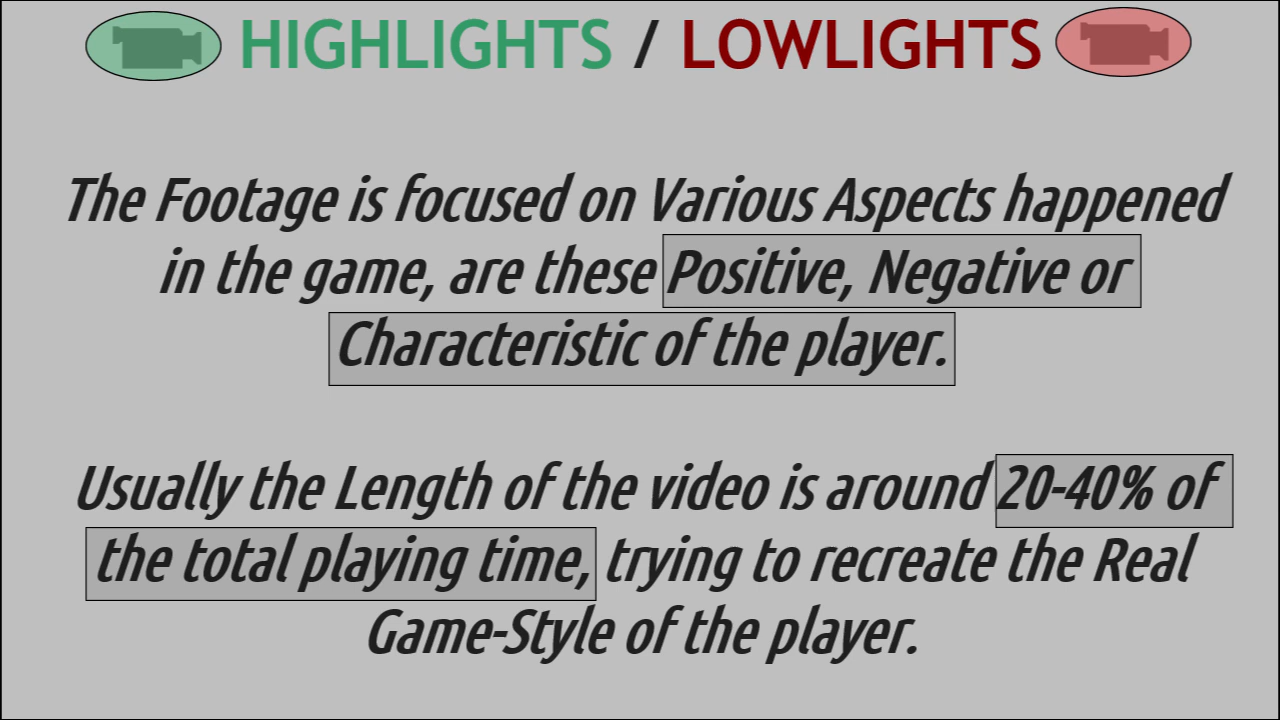 HIGHLIGHTS / LOWLIGHTS
The Footage is focused on Various Aspects happened
in the game, are these Positive, Negative or
Characteristic of the player.
Usually the Length of the video is around 20-40% of
the total playing time, trying to recreate the Real
Game-Style of the player.